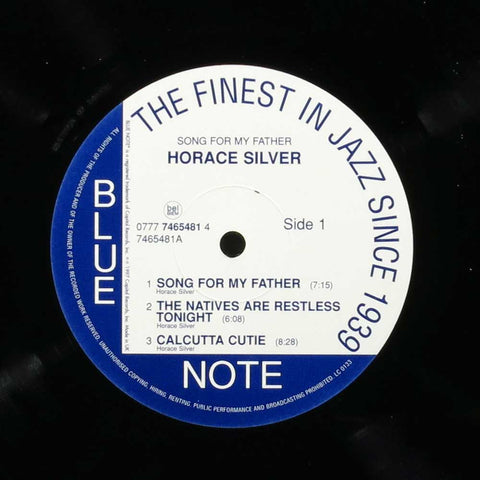 THE FINEST IN JAZZ SINCE 1939
SONG FOR MY FATHER
HORACE SILVER
0777 7465481 4
7465481A
Side 1
1 SONG FOR MY FATHER (7:15)
Horace Silver
2 THE NATIVES ARE RESTLESS
TONIGHT (6:08)
Horace Silver
3 CALCUTTA CUTIE (8:28)
Horace Silver
BLUE
NOTE
ALL RIGHTS OF THE PRODUCER AND OF THE OWNER OF THE RECORDED WORK RESERVED. UNAUTHORISED COPYING, HIRING, RENTING, PUBLIC PERFORMANCE AND BROADCASTING PROHIBITED. LC 0133